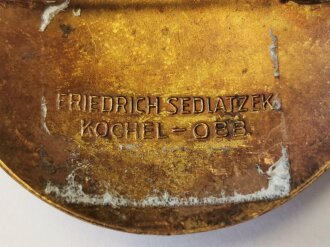 FRIEDRICH SEDLATZEK
KOCHEL - OBB.